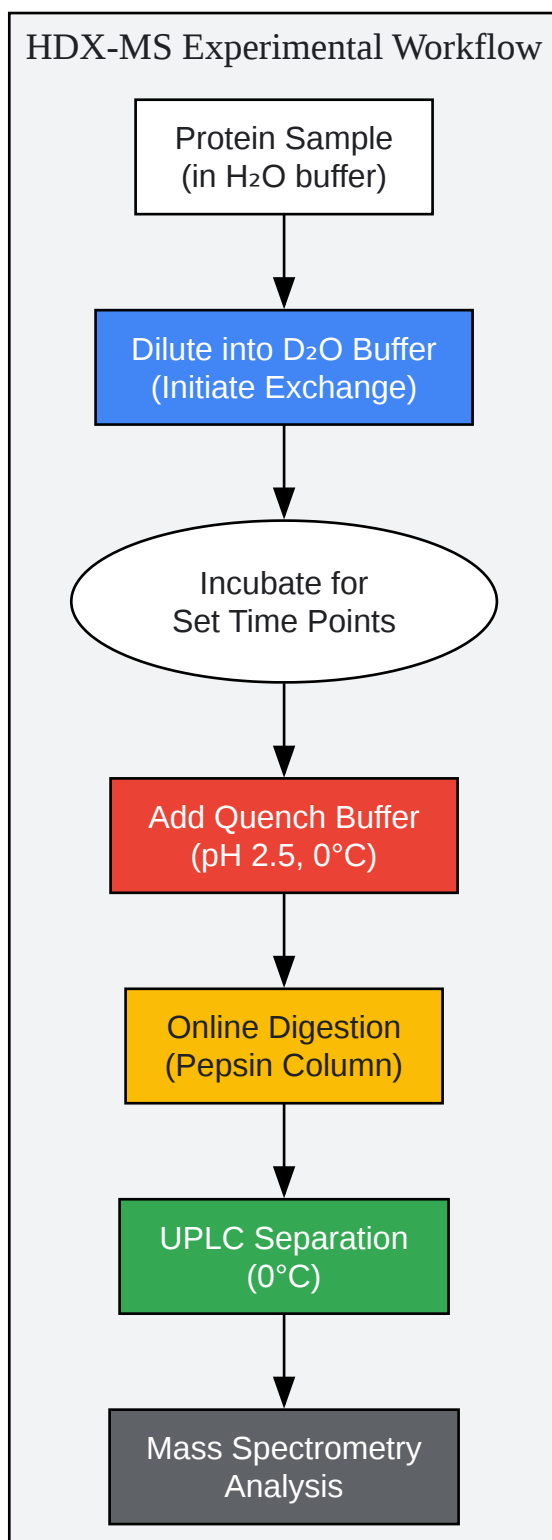 HDX-MS Experimental Workflow
Protein Sample
(in H₂O buffer)
Dilute into D₂O Buffer
(Initiate Exchange)
Incubate for
Set Time Points
Add Quench Buffer
(pH 2.5, 0°C)
Online Digestion
(Pepsin Column)
UPLC Separation
(0°C)
Mass Spectrometry
Analysis